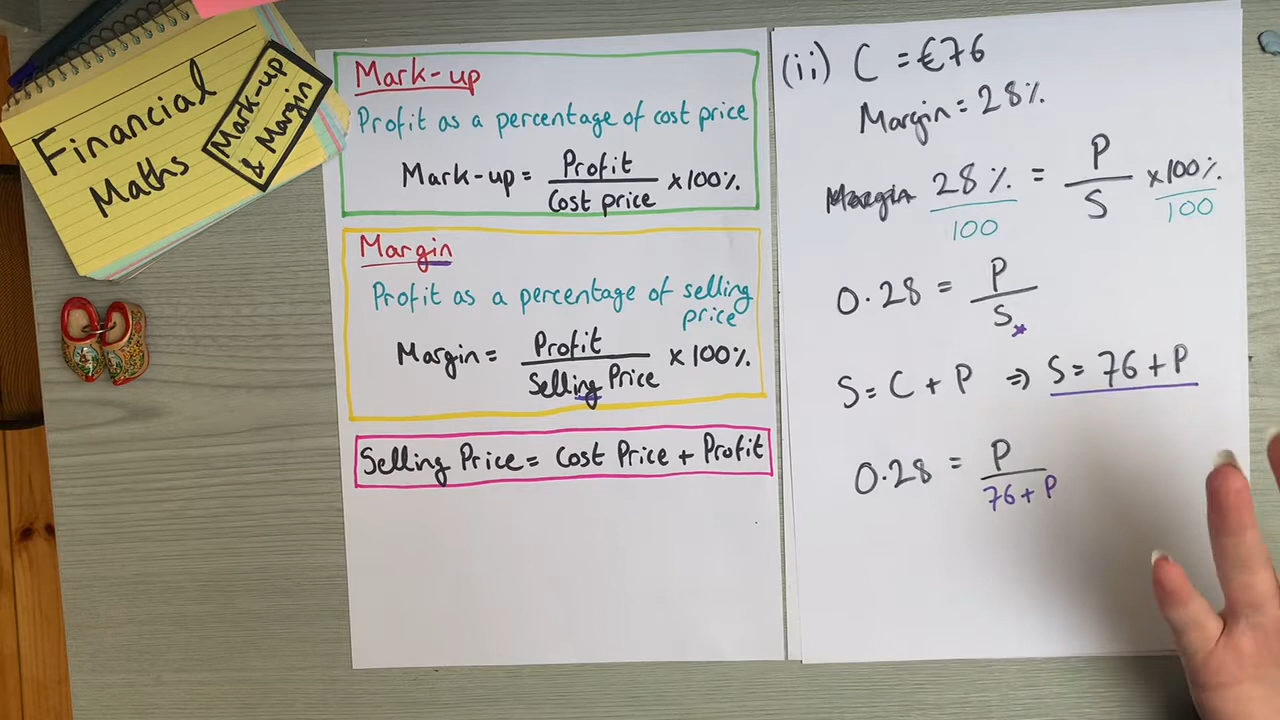 Financial
Maths
Mark-up
& Margin
Mark-up
Profit as a percentage of cost price
Mark-up = Profit / Cost price × 100%
Margin
Profit as a percentage of selling
price
Margin = Profit / Selling Price × 100%
Selling Price = Cost Price + Profit
(ii) C = €76
Margin = 28%
Margin 28% / 100 = P / S × 100% / 100
0.28 = P / S *
S = C + P ⇒ S = 76 + P
0.28 = P / 76 + P